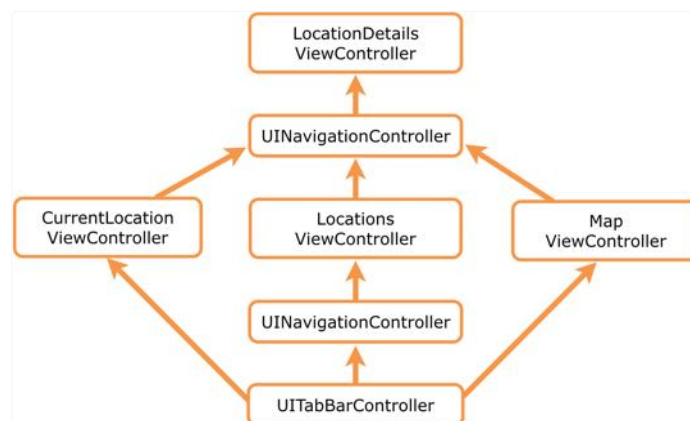 LocationDetails
ViewController
UINavigationController
CurrentLocation
ViewController
Locations
ViewController
Map
ViewController
UINavigationController
UITabBarController